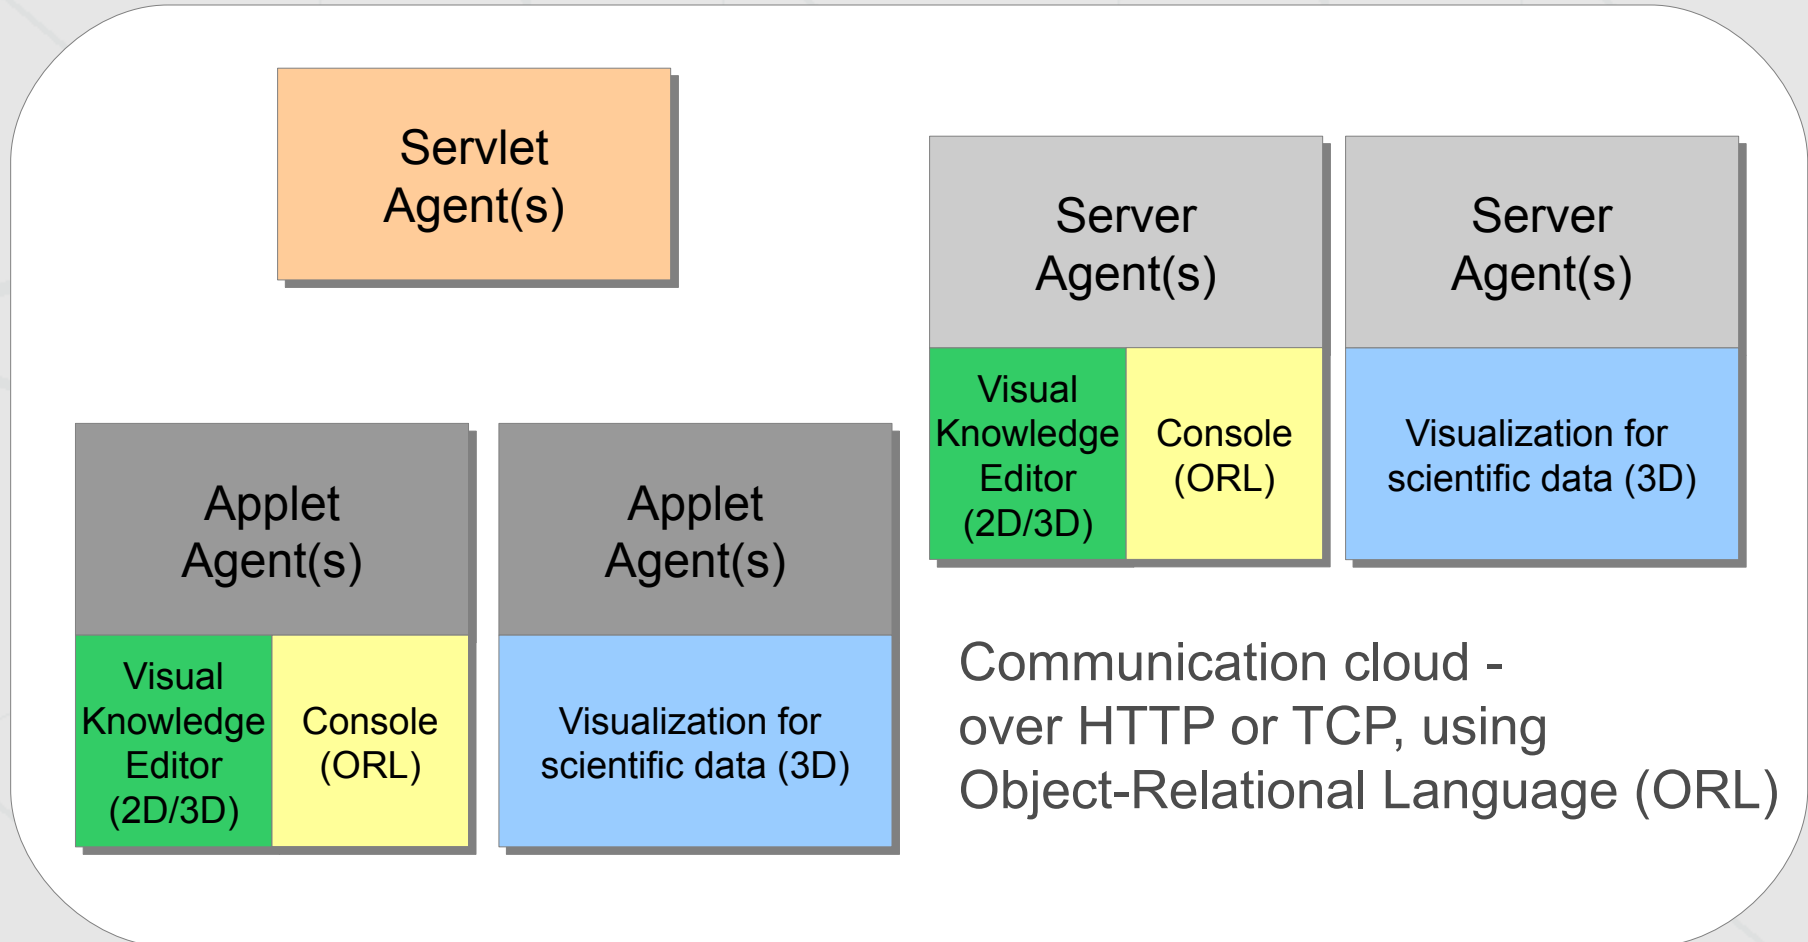 Servlet
Agent(s)
Server
Agent(s)
Visual
Knowledge
Editor
(2D/3D)
Console
(ORL)
Server
Agent(s)
Visualization for
scientific data (3D)
Applet
Agent(s)
Visual
Knowledge
Editor
(2D/3D)
Console
(ORL)
Applet
Agent(s)
Visualization for
scientific data (3D)
Communication cloud -
over HTTP or TCP, using
Object-Relational Language (ORL)